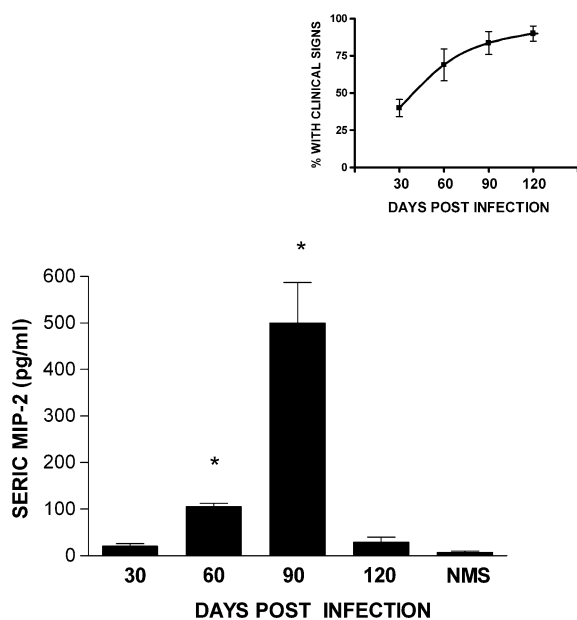 % WITH CLINICAL SIGNS
100
75
50
25
0
30 60 90 120
DAYS POST INFECTION
SERIC MIP-2 (pg/ml)
*
600
500
400
300
*
200
100
0
30 60 90 120 NMS
DAYS POST INFECTION